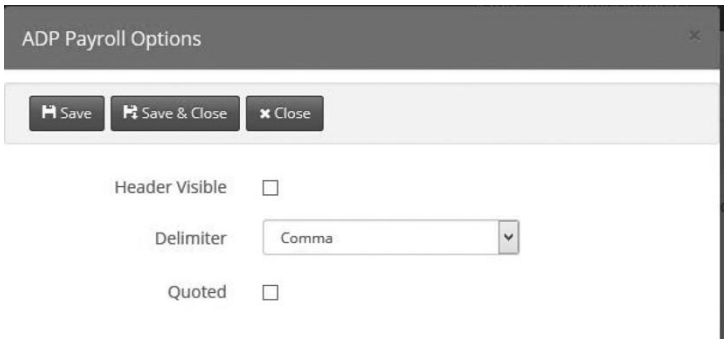 ADP Payroll Options
Save Save & Close Close
Header Visible
Delimiter Comma
Quoted